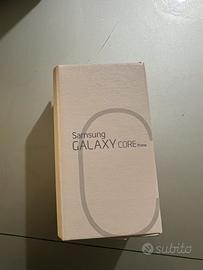 Samsung
GALAXY CORE Prime
subito